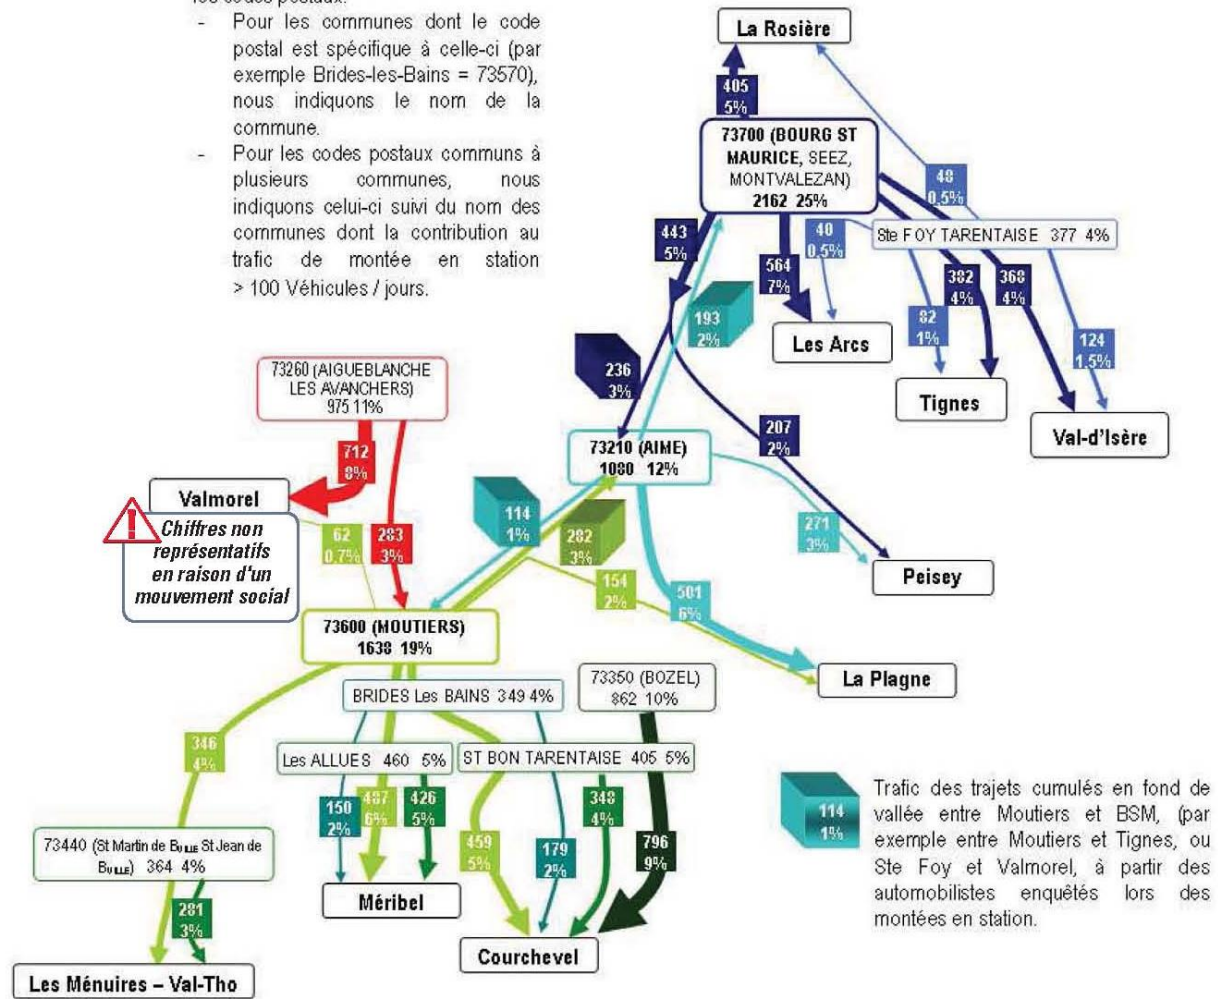 - Pour les communes dont le code
postal est spécifique à celle-ci (par
exemple Brides-les-Bains = 73570),
nous indiquons le nom de la
commune.
- Pour les codes postaux communs à
plusieurs communes, nous
indiquons celui-ci suivi du nom des
communes dont la contribution au
trafic de montée en station
> 100 Véhicules / jours.
La Rosière
405
5%
73700 (BOURG ST
MAURICE, SEEZ,
MONTVALEZAN)
2162 25%
48
0,5%
Ste FOY TARENTAISE 377 4%
443
5%
564
7%
40
0,5%
382
4%
368
4%
193
2%
82
1%
124
1,5%
Les Arcs
Tignes
Val-d'Isère
236
3%
207
2%
73260 (AIGUEBLANCHE
LES AVANCHERS)
975 11%
712
8%
283
3%
Valmorel
Chiffres non
représentatifs
en raison d'un
mouvement social
62
0,7%
73210 (AIME)
1080 12%
114
1%
282
3%
271
3%
Peisey
154
2%
501
6%
La Plagne
73600 (MOUTIERS)
1638 19%
BRIDES Les BAINS 349 4%
73350 (BOZEL)
862 10%
346
4%
Les ALLUES 460 5%
ST BON TARENTAISE 405 5%
150
2%
487
6%
426
5%
459
5%
179
2%
348
4%
796
9%
73440 (St Martin de BVILLE St Jean de
BVILLE) 364 4%
281
3%
Méribel
Courchevel
Les Ménuires – Val-Tho
114
1%
Trafic des trajets cumulés en fond de
vallée entre Moutiers et BSM, (par
exemple entre Moutiers et Tignes, ou
Ste Foy et Valmorel, à partir des
automobilistes enquêtés lors des
montées en station.